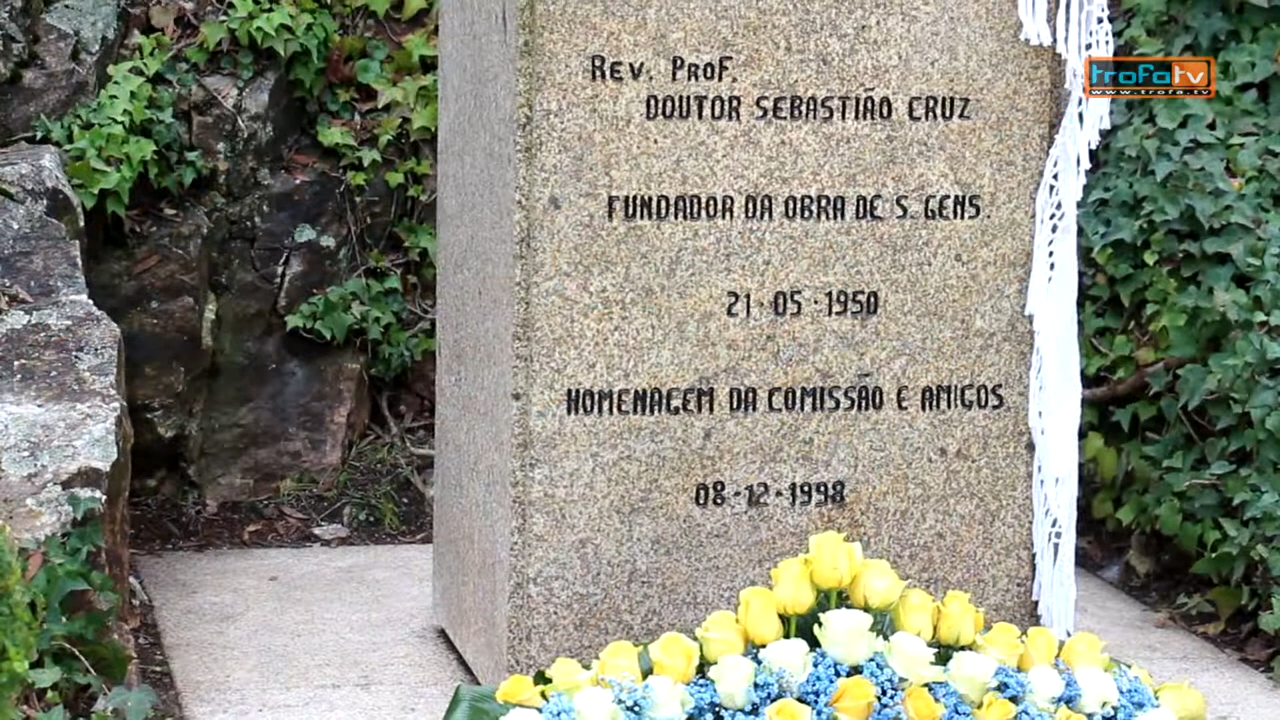 Rev. Prof.
DOUTOR SEBASTIÃO CRUZ
FUNDADOR DA OBRA DE S. GENS.
21·05·1950
HOMENAGEM DA COMISSÃO E AMIGOS
08·12·1998
trofatv
www.trofa.tv